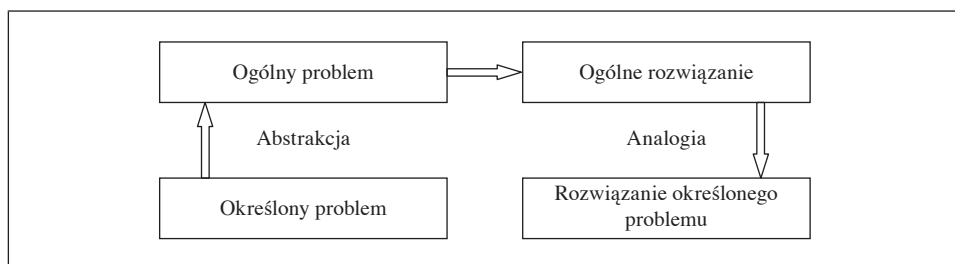 Ogólny problem
Ogólne rozwiązanie
Abstrakcja
Analogia
Określony problem
Rozwiązanie określonego
problemu